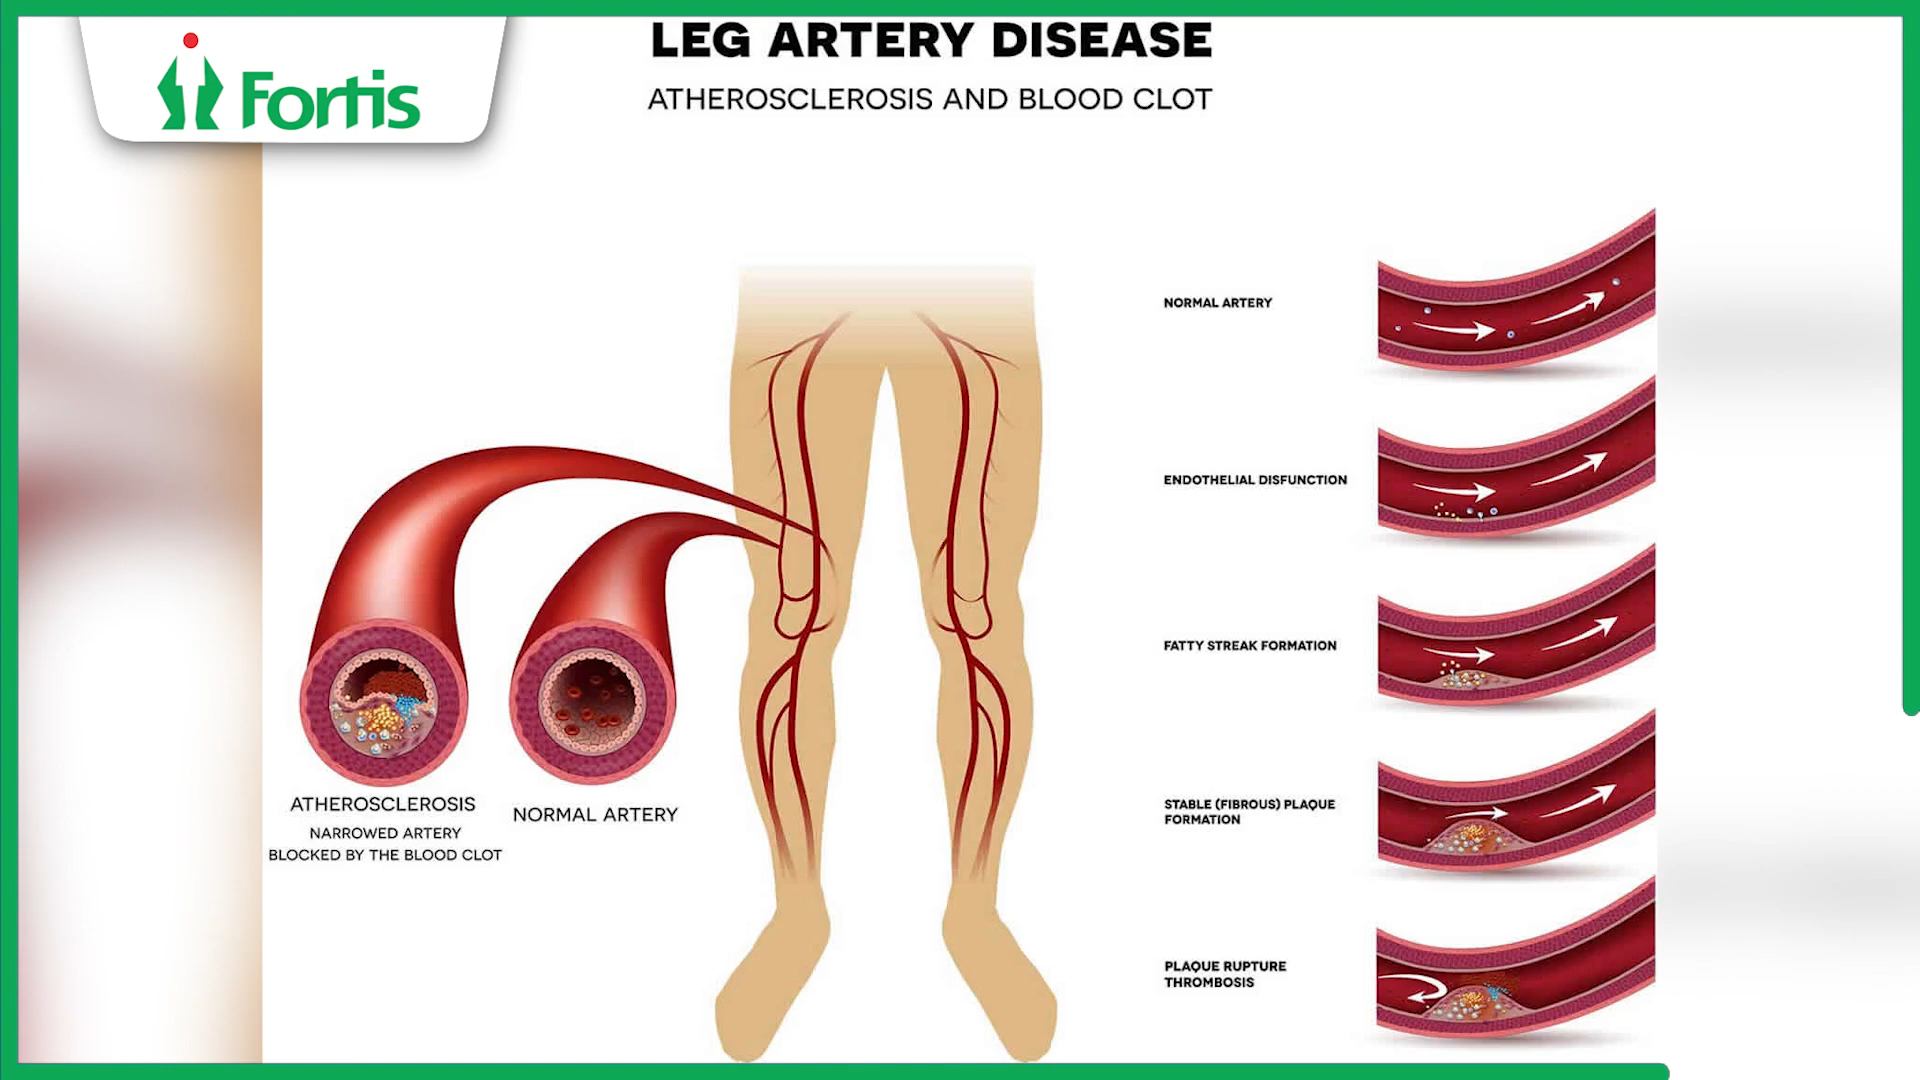 Fortis
LEG ARTERY DISEASE
ATHEROSCLEROSIS AND BLOOD CLOT
NORMAL ARTERY
ENDOTHELIAL DISFUNCTION
FATTY STREAK FORMATION
STABLE (FIBROUS) PLAQUE
FORMATION
PLAQUE RUPTURE
THROMBOSIS
ATHEROSCLEROSIS
NARROWED ARTERY
BLOCKED BY THE BLOOD CLOT
NORMAL ARTERY